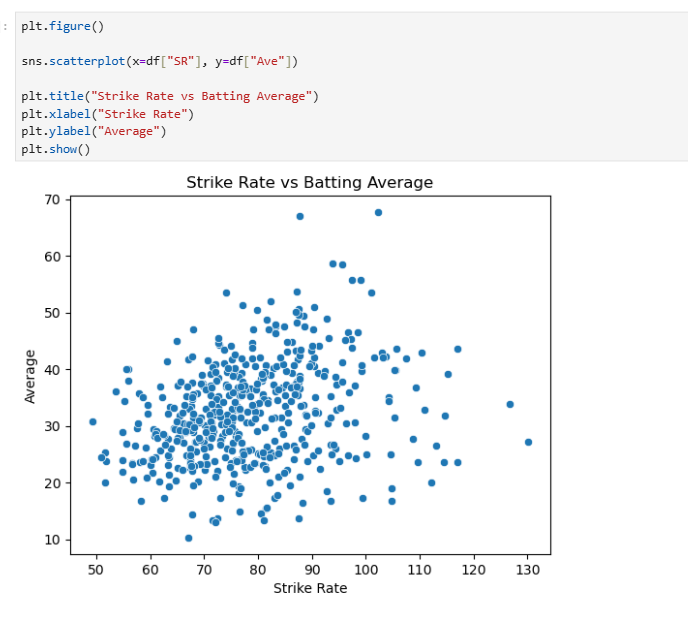 :
plt.figure()
sns.scatterplot(x=df["SR"], y=df["Ave"])
plt.title("Strike Rate vs Batting Average")
plt.xlabel("Strike Rate")
plt.ylabel("Average")
plt.show()
Strike Rate vs Batting Average
70
60
50
40
30
20
10
Average
50 60 70 80 90 100 110 120 130
Strike Rate